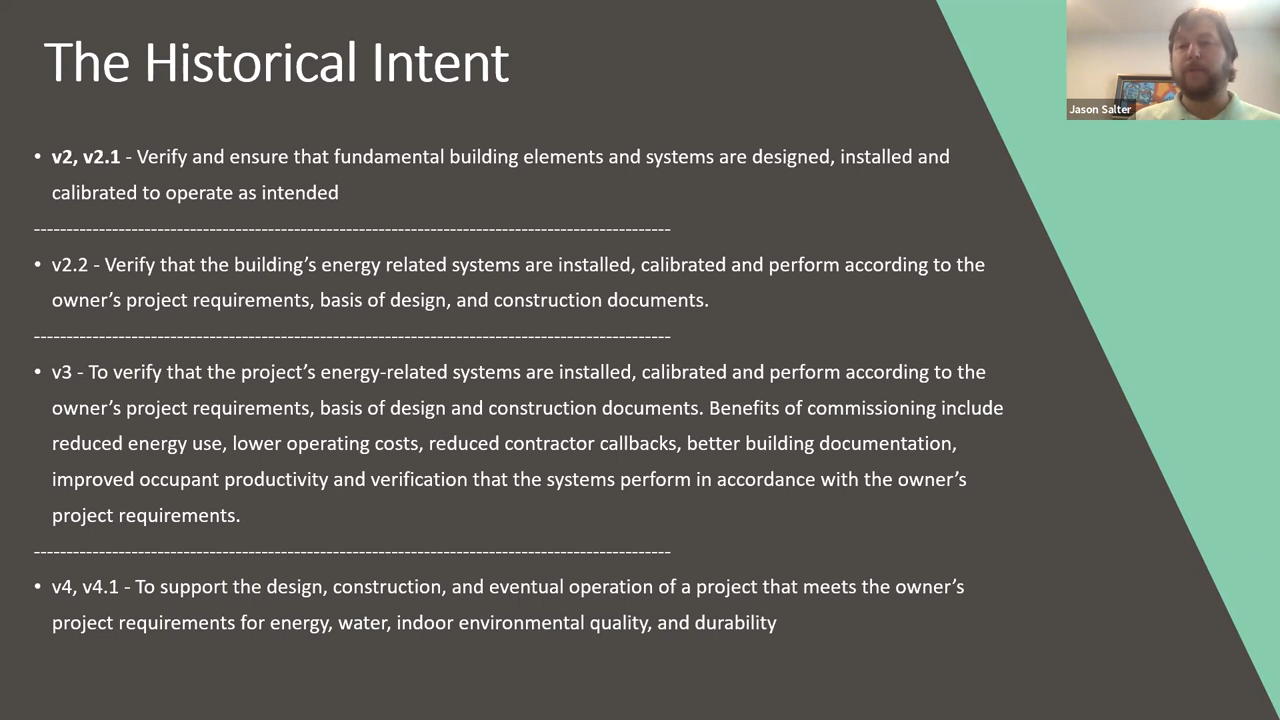 The Historical Intent
Jason Salter
• v2, v2.1 - Verify and ensure that fundamental building elements and systems are designed, installed and
calibrated to operate as intended
--------------------------------------------------------------------------------------------------
• v2.2 - Verify that the building’s energy related systems are installed, calibrated and perform according to the
owner’s project requirements, basis of design, and construction documents.
--------------------------------------------------------------------------------------------------
• v3 - To verify that the project’s energy-related systems are installed, calibrated and perform according to the
owner’s project requirements, basis of design and construction documents. Benefits of commissioning include
reduced energy use, lower operating costs, reduced contractor callbacks, better building documentation,
improved occupant productivity and verification that the systems perform in accordance with the owner’s
project requirements.
--------------------------------------------------------------------------------------------------
• v4, v4.1 - To support the design, construction, and eventual operation of a project that meets the owner’s
project requirements for energy, water, indoor environmental quality, and durability